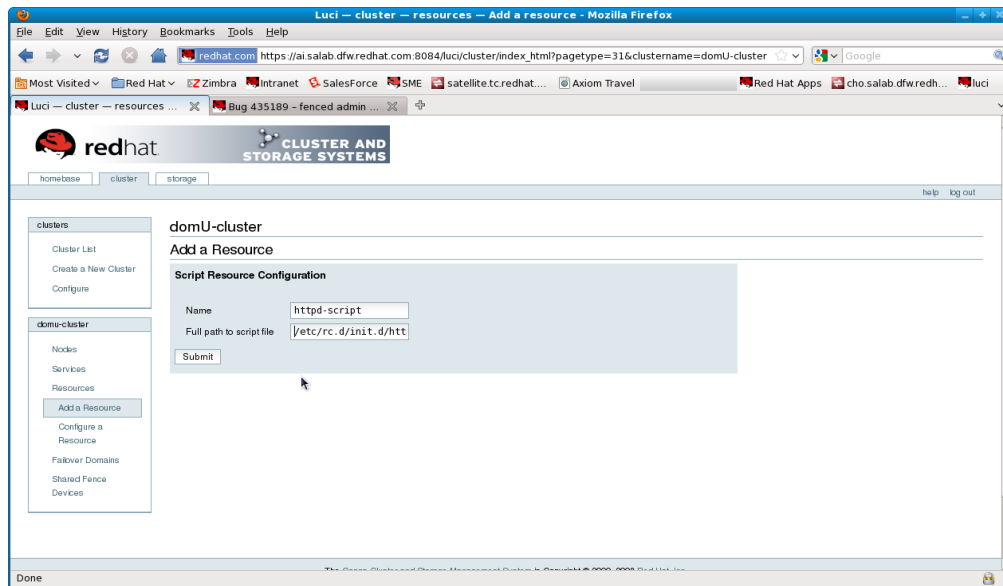 Luci — cluster — resources — Add a resource - Mozilla Firefox
File Edit View History Bookmarks Tools Help
redhat.com https://ai.salab.dfw.redhat.com:8084/luci/cluster/index_html?pagetype=31&clustername=domU-cluster Google
Most Visited Red Hat Zimbra Intranet SalesForce SME satellite.tc.redhat.... Axiom Travel Red Hat Apps cho.salab.dfw.redh... luci
Luci — cluster — resources ... Bug 435189 – fenced admin ...
redhat. CLUSTER AND
STORAGE SYSTEMS
homebase cluster storage
help log out
clusters
Cluster List
Create a New Cluster
Configure
domu-cluster
Nodes
Services
Resources
Add a Resource
Configure a
Resource
Failover Domains
Shared Fence
Devices
domU-cluster
Add a Resource
Script Resource Configuration
Name httpd-script
Full path to script file /etc/rc.d/init.d/htt
Submit
Done